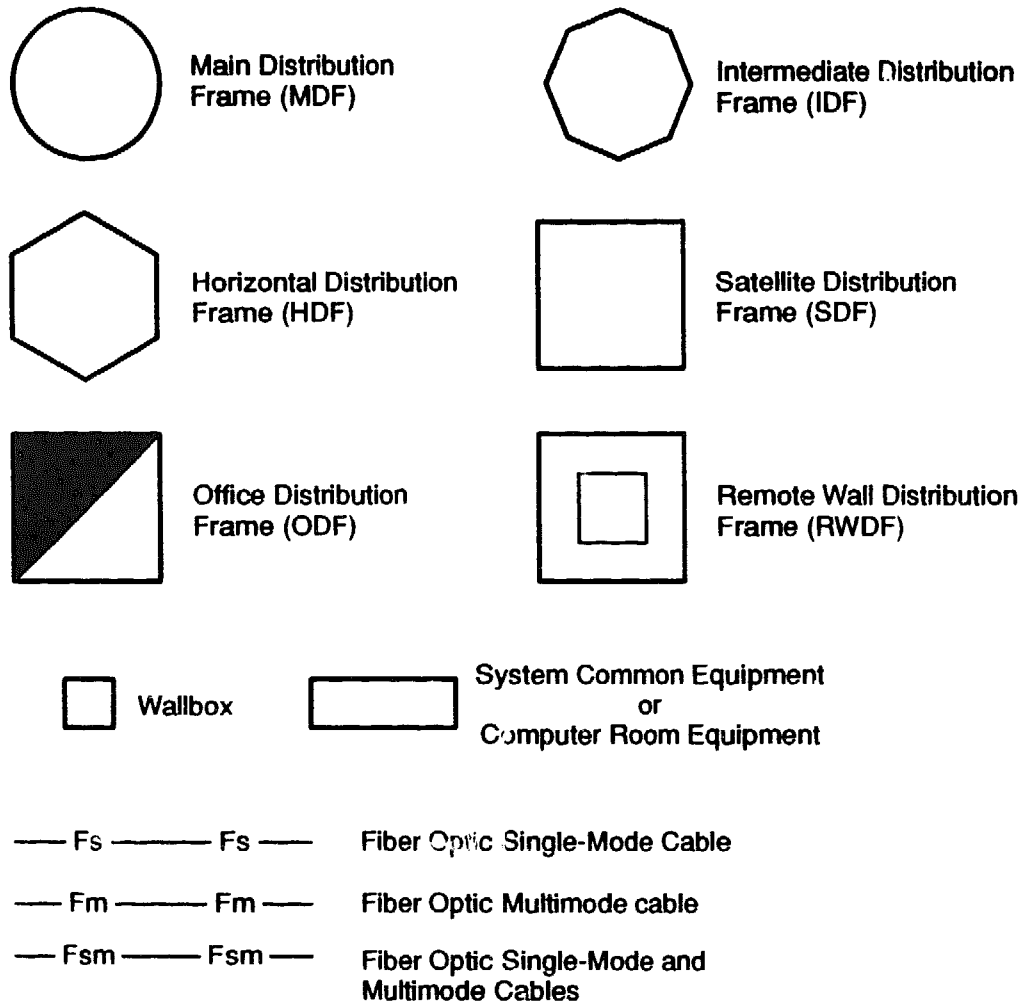 Main Distribution
Frame (MDF)
Intermediate Distribution
Frame (IDF)
Horizontal Distribution
Frame (HDF)
Satellite Distribution
Frame (SDF)
Office Distribution
Frame (ODF)
Remote Wall Distribution
Frame (RWDF)
Wallbox
System Common Equipment
or
Computer Room Equipment
Fs Fs Fiber Optic Single-Mode Cable
Fm Fm Fiber Optic Multimode cable
Fsm Fsm Fiber Optic Single-Mode and
Multimode Cables